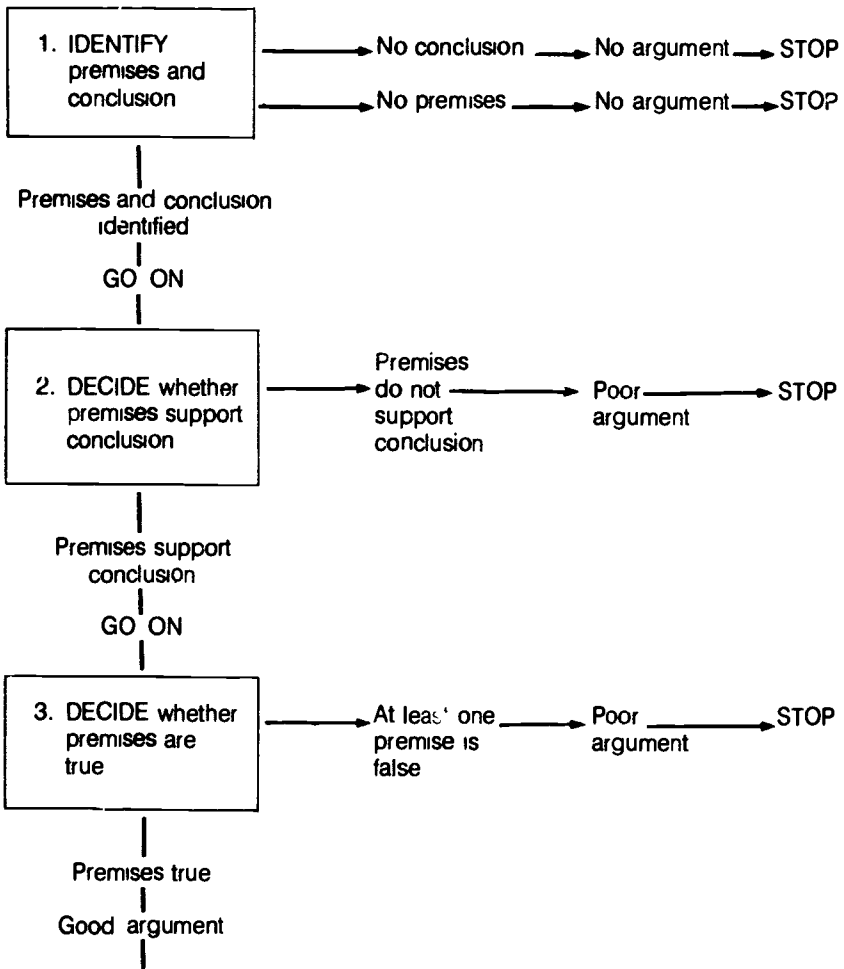 1. IDENTIFY premises and conclusion
No conclusion
No argument
STOP
No premises
No argument
STOP
Premises and conclusion
identified
GO ON
2. DECIDE whether
premises support
conclusion
Premises
do not
support
conclusion
Poor
argument
STOP
Premises support
conclusion
GO ON
3. DECIDE whether
premises are
true
At leas' one
premise is
false
Poor
argument
STOP
Premises true
Good argument